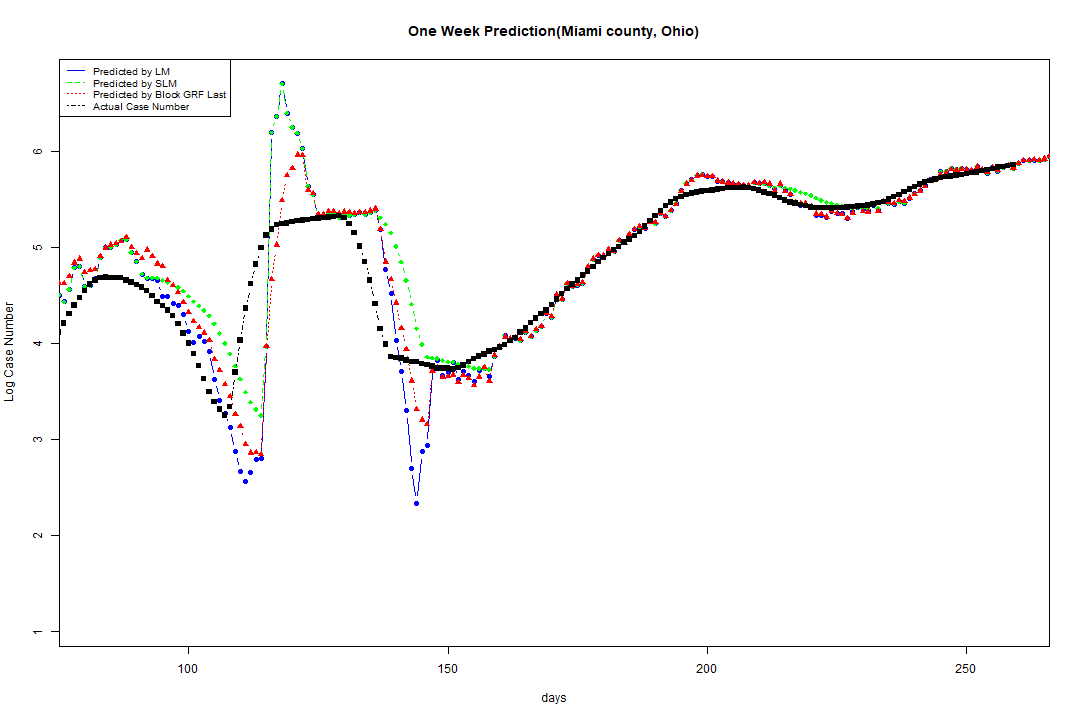 One Week Prediction(Miami county, Ohio)
Predicted by LM
Predicted by SLM
Predicted by Block GRF Last
Actual Case Number
Log Case Number
6
5
4
3
2
1
100 150 200 250
days